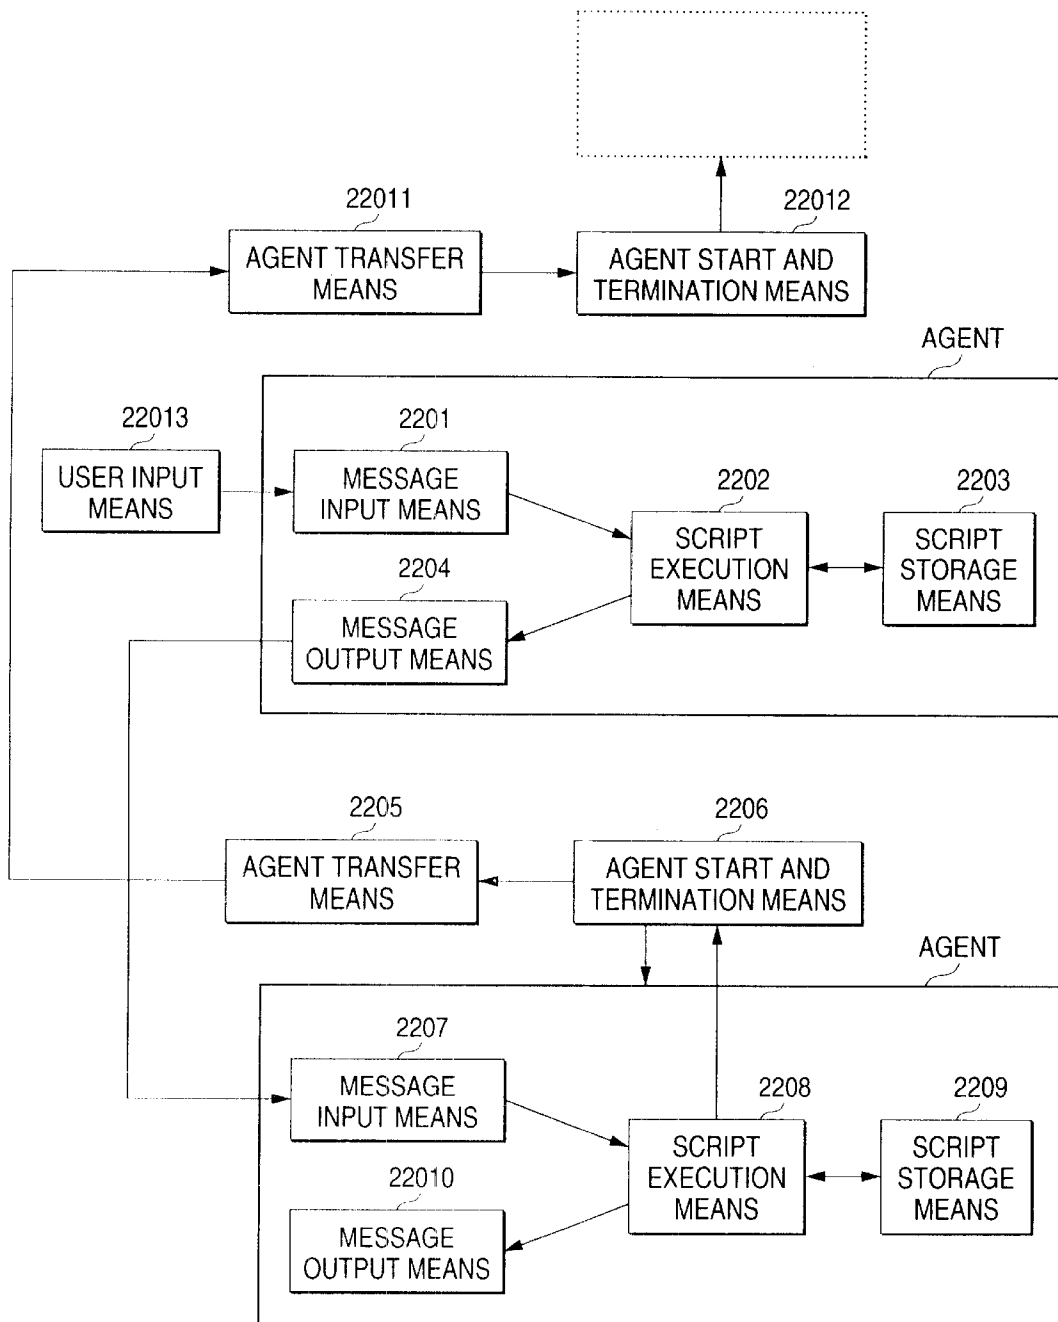 22011
AGENT TRANSFER
MEANS
22012
AGENT START AND
TERMINATION MEANS
AGENT
22013
USER INPUT
MEANS
2201
MESSAGE
INPUT MEANS
2202
SCRIPT
EXECUTION
MEANS
2203
SCRIPT
STORAGE
MEANS
2204
MESSAGE
OUTPUT MEANS
2205
AGENT TRANSFER
MEANS
2206
AGENT START AND
TERMINATION MEANS
AGENT
2207
MESSAGE
INPUT MEANS
2208
SCRIPT
EXECUTION
MEANS
2209
SCRIPT
STORAGE
MEANS
22010
MESSAGE
OUTPUT MEANS